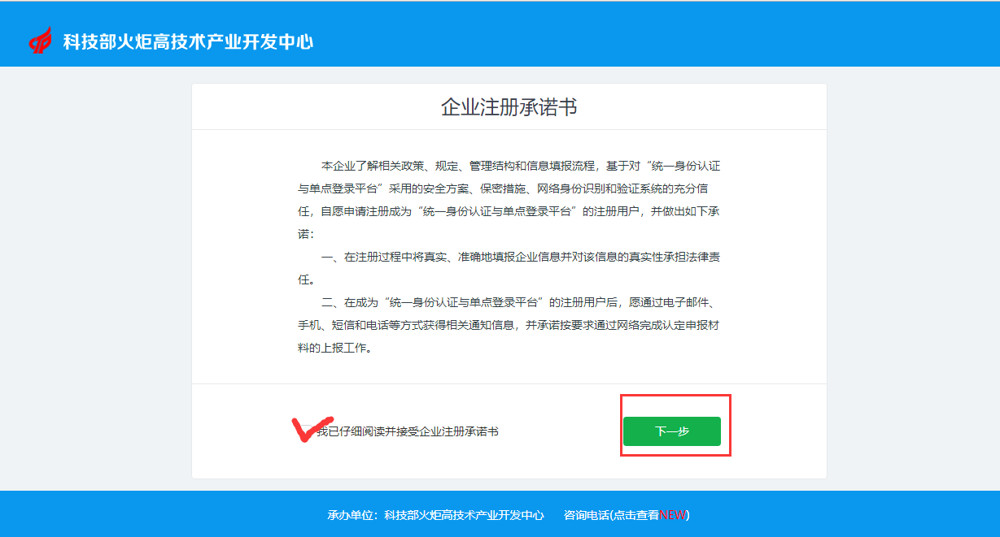 科技部火炬高技术产业开发中心
企业注册承诺书
本企业了解相关政策、规定、管理结构和信息填报流程，基于对“统一身份认证
与单点登录平台”采用的安全方案、保密措施、网络身份识别和验证系统的充分信
任，自愿申请注册成为“统一身份认证与单点登录平台”的注册用户，并做出如下承
诺：
一、在注册过程中将真实、准确地填报企业信息并对该信息的真实性承担法律责
任。
二、在成为“统一身份认证与单点登录平台”的注册用户后，愿通过电子邮件、
手机、短信和电话等方式获得相关通知信息，并承诺按要求通过网络完成认定申报材
料的上报工作。
我已仔细阅读并接受企业注册承诺书
下一步
承办单位：科技部火炬高技术产业开发中心 咨询电话(点击查看NEW)